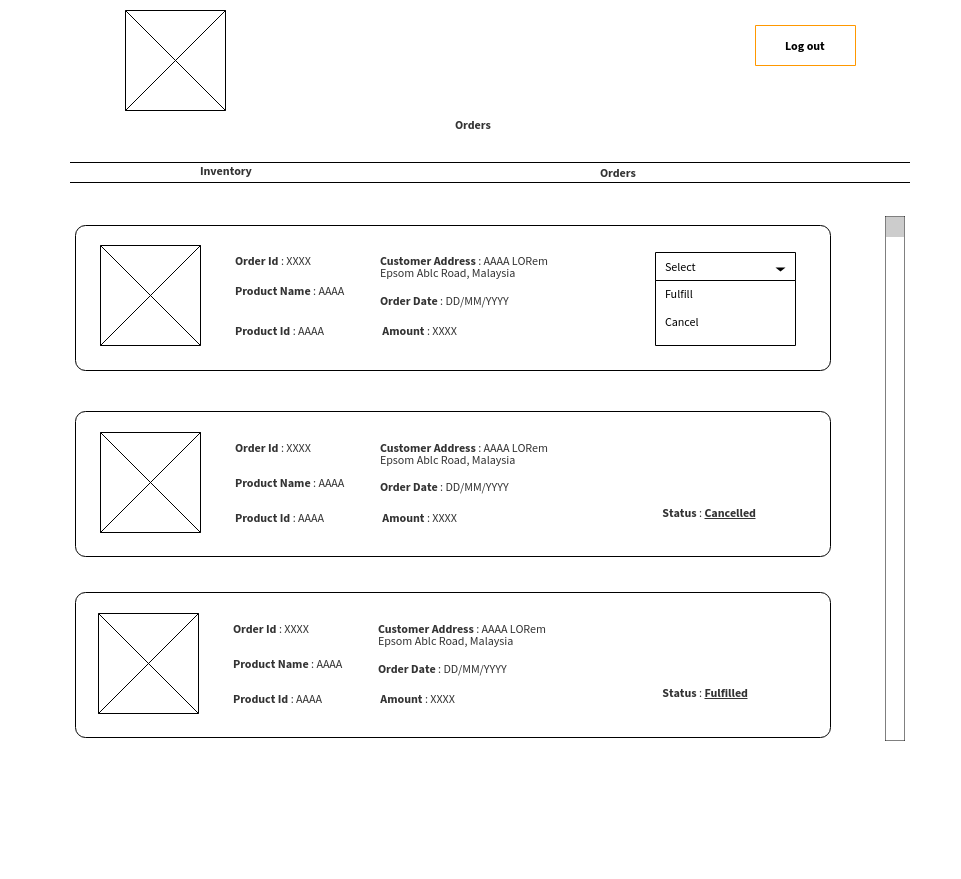 Log out
Orders
Inventory
Orders
Order Id : XXXX
Product Name : AAAA
Product Id : AAAA
Customer Address : AAAA LORem
Epsom Ablc Road, Malaysia
Order Date : DD/MM/YYYY
Amount : XXXX
Select
Fulfill
Cancel
Order Id : XXXX
Product Name : AAAA
Product Id : AAAA
Customer Address : AAAA LORem
Epsom Ablc Road, Malaysia
Order Date : DD/MM/YYYY
Amount : XXXX
Status : Cancelled
Order Id : XXXX
Product Name : AAAA
Product Id : AAAA
Customer Address : AAAA LORem
Epsom Ablc Road, Malaysia
Order Date : DD/MM/YYYY
Amount : XXXX
Status : Fulfilled